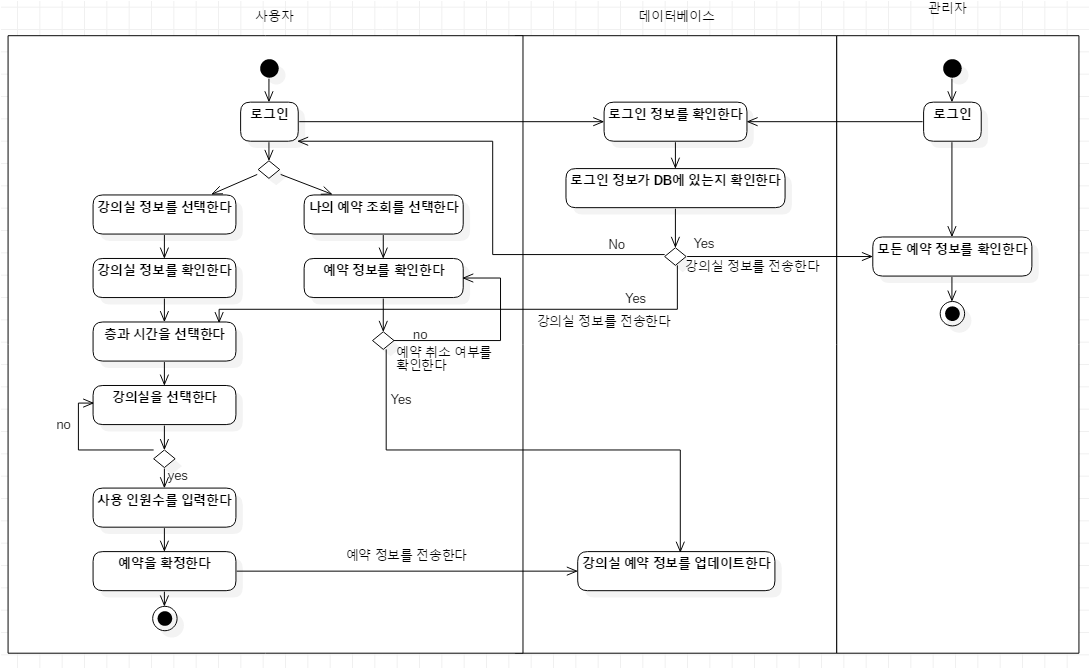 사용자
데이터베이스
관리자
로그인
로그인 정보를 확인한다
로그인
로그인 정보가 DB에 있는지 확인한다
강의실 정보를 선택한다
나의 예약 조회를 선택한다
No
Yes
강의실 정보를 전송한다
모든 예약 정보를 확인한다
강의실 정보를 확인한다
예약 정보를 확인한다
Yes
강의실 정보를 전송한다
층과 시간을 선택한다
no
예약 취소 여부를
확인한다
강의실을 선택한다
Yes
no
yes
사용 인원수를 입력한다
예약을 확정한다
예약 정보를 전송한다
강의실 예약 정보를 업데이트한다